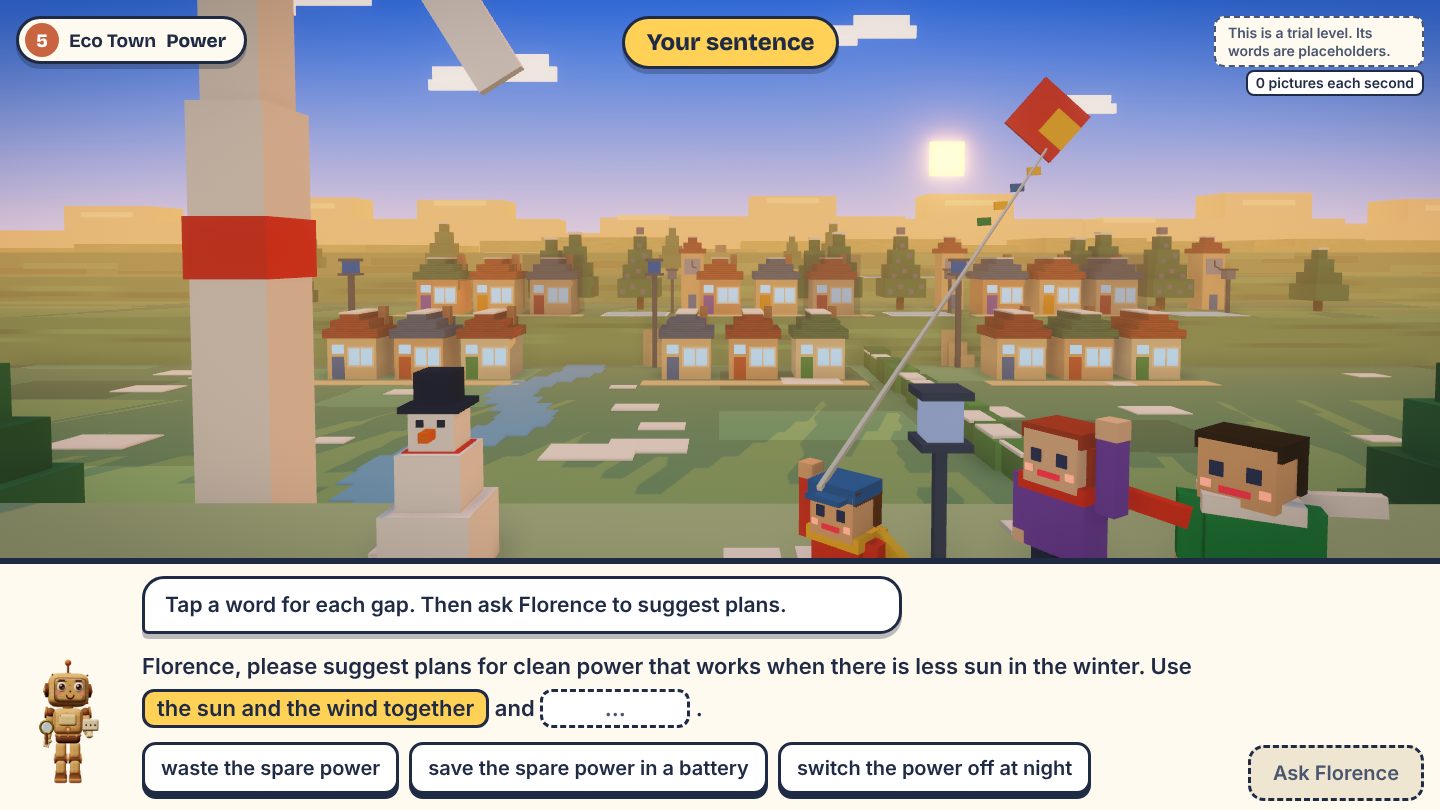 5 Eco Town Power
Your sentence
This is a trial level. Its
words are placeholders.
0 pictures each second
Tap a word for each gap. Then ask Florence to suggest plans.
Florence, please suggest plans for clean power that works when there is less sun in the winter. Use
the sun and the wind together and ... .
waste the spare power
save the spare power in a battery
switch the power off at night
Ask Florence